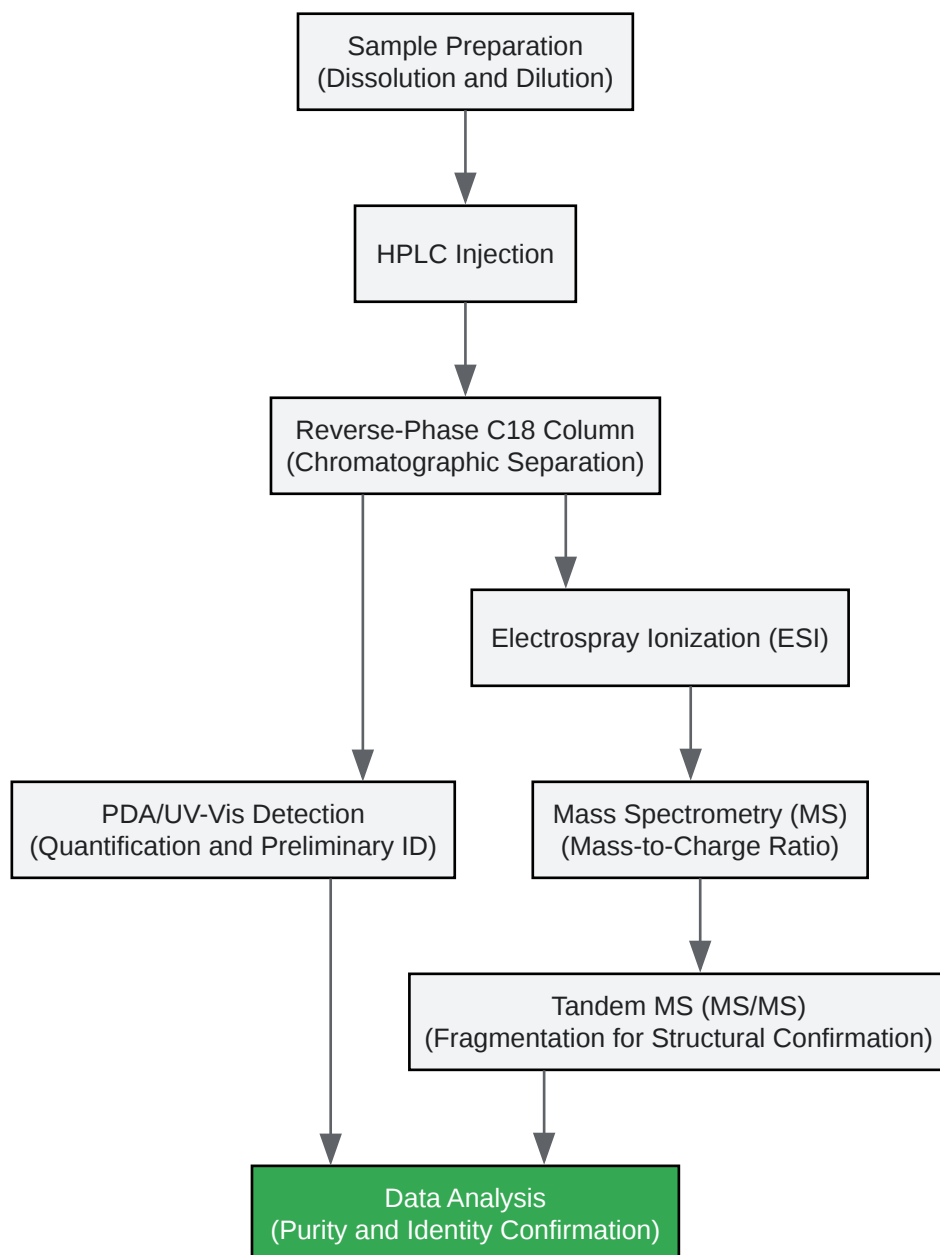 Sample Preparation
(Dissolution and Dilution)
HPLC Injection
Reverse-Phase C18 Column
(Chromatographic Separation)
Electrospray Ionization (ESI)
PDA/UV-Vis Detection
(Quantification and Preliminary ID)
Mass Spectrometry (MS)
(Mass-to-Charge Ratio)
Tandem MS (MS/MS)
(Fragmentation for Structural Confirmation)
Data Analysis
(Purity and Identity Confirmation)